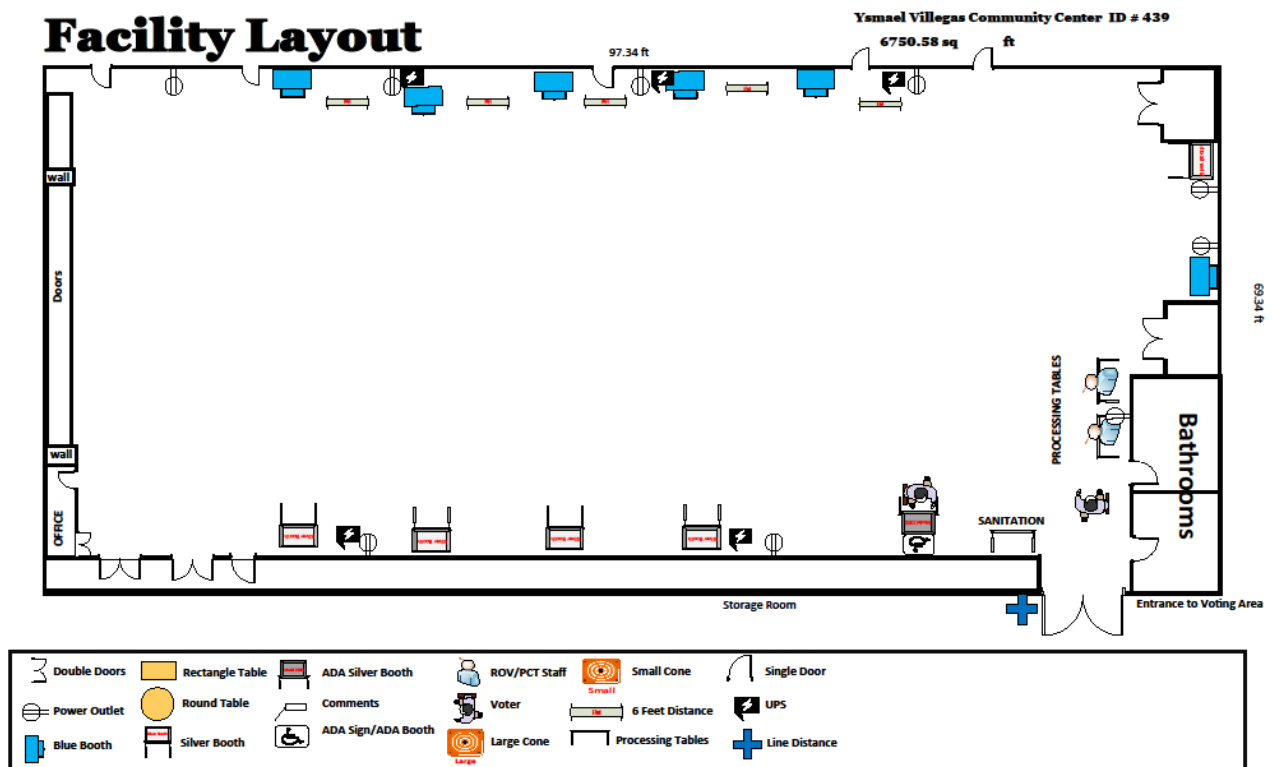 Facility Layout
Ysmael Villegas Community Center ID # 439
6750.58 sq ft
97.34 ft
wall
Doors
wall
OFFICE
69.34 ft
PROCESSING TABLES
Bathrooms
SANITATION
Storage Room
Entrance to Voting Area
Double Doors
Rectangle Table
ADA Silver Booth
ROV/PCT Staff
Small Cone
Small
Single Door
Power Outlet
Round Table
Comments
Voter
6 Feet Distance
UPS
Blue Booth
Silver Booth
ADA Sign/ADA Booth
Large Cone
Large
Processing Tables
Line Distance